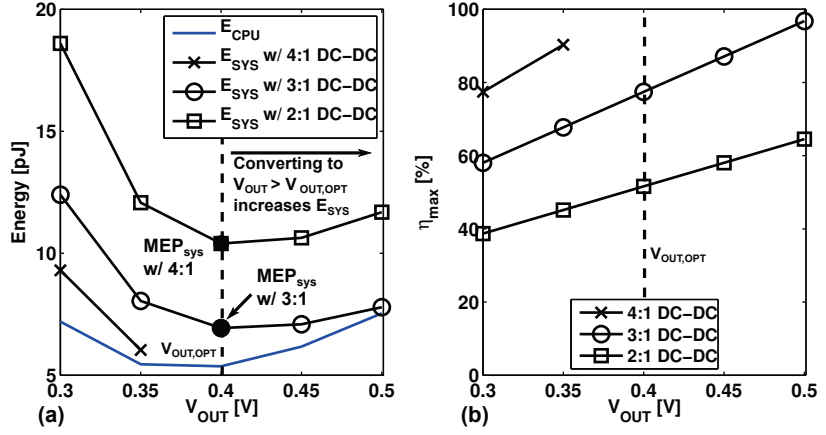 20
15
10
5
Energy [pJ]
E_CPU
E_SYS w/ 4:1 DC-DC
E_SYS w/ 3:1 DC-DC
E_SYS w/ 2:1 DC-DC
Converting to
V_OUT > V_OUT,OPT
increases E_SYS
MEP_sys
w/ 4:1
MEP_sys
w/ 3:1
V_OUT,OPT
0.3 0.35 0.4 0.45 0.5
(a)
V_OUT [V]
100
80
60
40
20
0
η_max [%]
V_OUT,OPT
4:1 DC-DC
3:1 DC-DC
2:1 DC-DC
0.3 0.35 0.4 0.45 0.5
(b)
V_OUT [V]